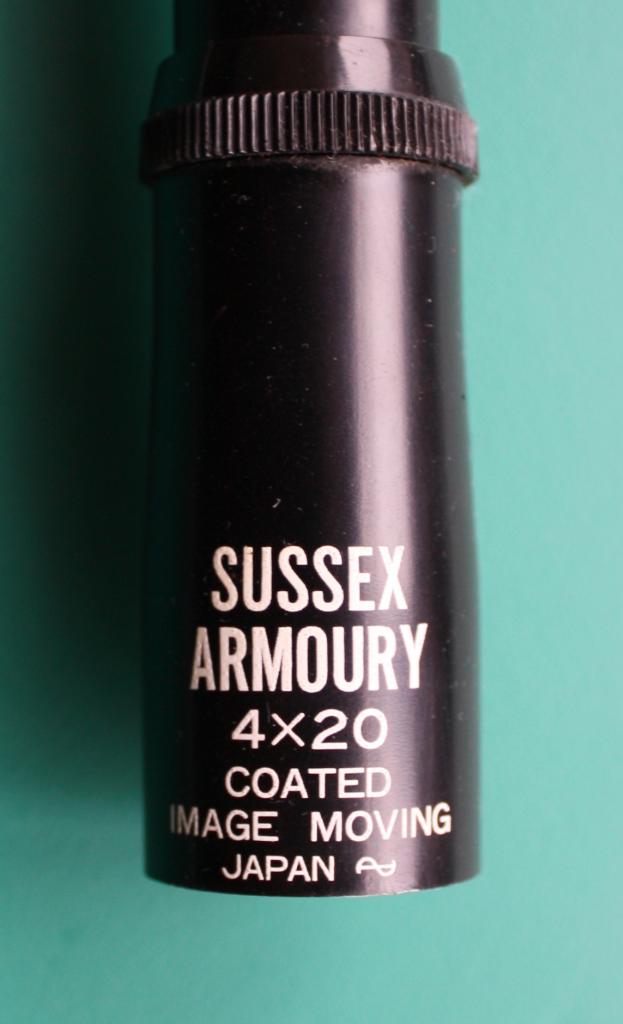 SUSSEX
ARMOURY
4×20
COATED
IMAGE MOVING
JAPAN